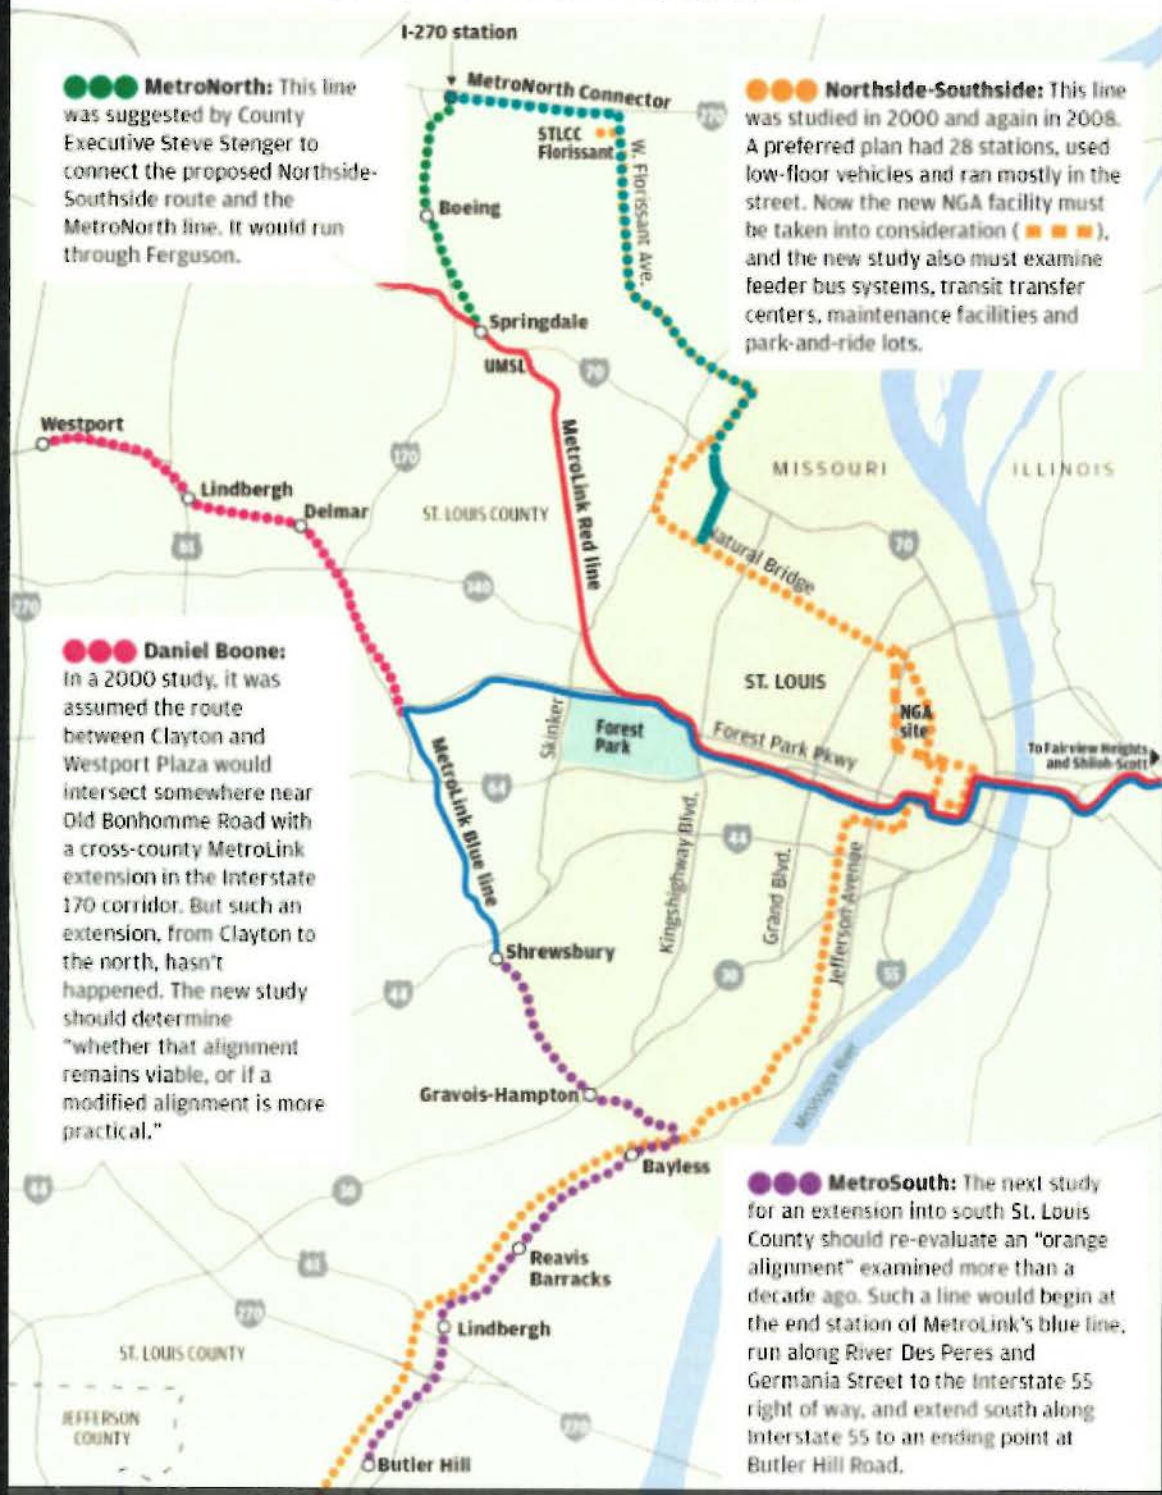 I-270 station
MetroNorth: This line
was suggested by County
Executive Steve Stenger to
connect the proposed Northside-
Southside route and the
MetroNorth line. It would run
through Ferguson.
MetroNorth Connector
270
STLCC
Florissant
W. Florissant Ave.
Northside-Southside: This line
was studied in 2000 and again in 2008.
A preferred plan had 28 stations, used
low-floor vehicles and ran mostly in the
street. Now the new NGA facility must
be taken into consideration ( ),
and the new study also must examine
feeder bus systems, transit transfer
centers, maintenance facilities and
park-and-ride lots.
Boeing
Springdale
UMSL
70
Westport
170
MetroLink Red line
MISSOURI
ILLINOIS
Lindbergh
Delmar
ST. LOUIS COUNTY
70
Natural Bridge
340
270
Daniel Boone:
In a 2000 study, it was
assumed the route
between Clayton and
Westport Plaza would
intersect somewhere near
Old Bonhomme Road with
a cross-county MetroLink
extension in the Interstate
170 corridor. But such an
extension, from Clayton to
the north, hasn't
happened. The new study
should determine
"whether that alignment
remains viable, or if a
modified alignment is more
practical."
ST. LOUIS
Skinker
Forest
Park
Forest Park Pkwy
NGA
site
To Fairview Heights
and Shiloh-Scott
MetroLink Blue line
64
44
Kingshighway Blvd.
Grand Blvd.
Jefferson Avenue
Shrewsbury
44
30
55
Mississippi River
Gravois-Hampton
Bayless
44
30
Reavis
Barracks
270
Lindbergh
ST. LOUIS COUNTY
JEFFERSON
COUNTY
Butler Hill
MetroSouth: The next study
for an extension into south St. Louis
County should re-evaluate an "orange
alignment" examined more than a
decade ago. Such a line would begin at
the end station of MetroLink's blue line,
run along River Des Peres and
Germania Street to the Interstate 55
right of way, and extend south along
Interstate 55 to an ending point at
Butler Hill Road.